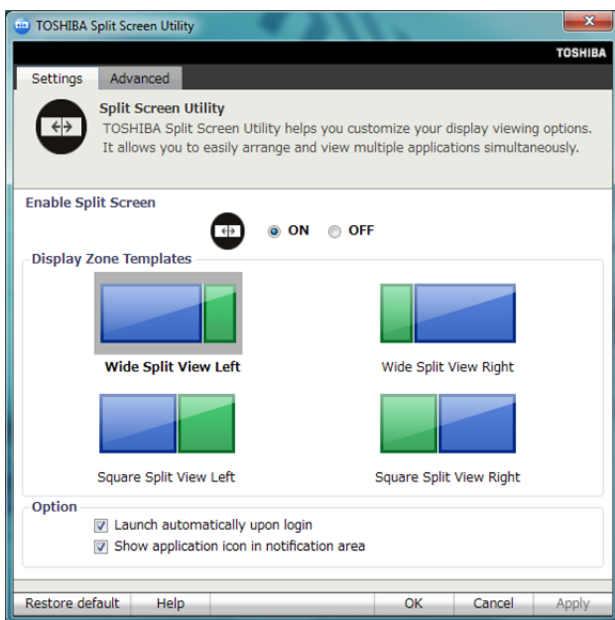 TOSHIBA Split Screen Utility
TOSHIBA
Settings Advanced
Split Screen Utility
TOSHIBA Split Screen Utility helps you customize your display viewing options.
It allows you to easily arrange and view multiple applications simultaneously.
Enable Split Screen
ON OFF
Display Zone Templates
Wide Split View Left Wide Split View Right
Square Split View Left Square Split View Right
Option
Launch automatically upon login
Show application icon in notification area
Restore default Help OK Cancel Apply